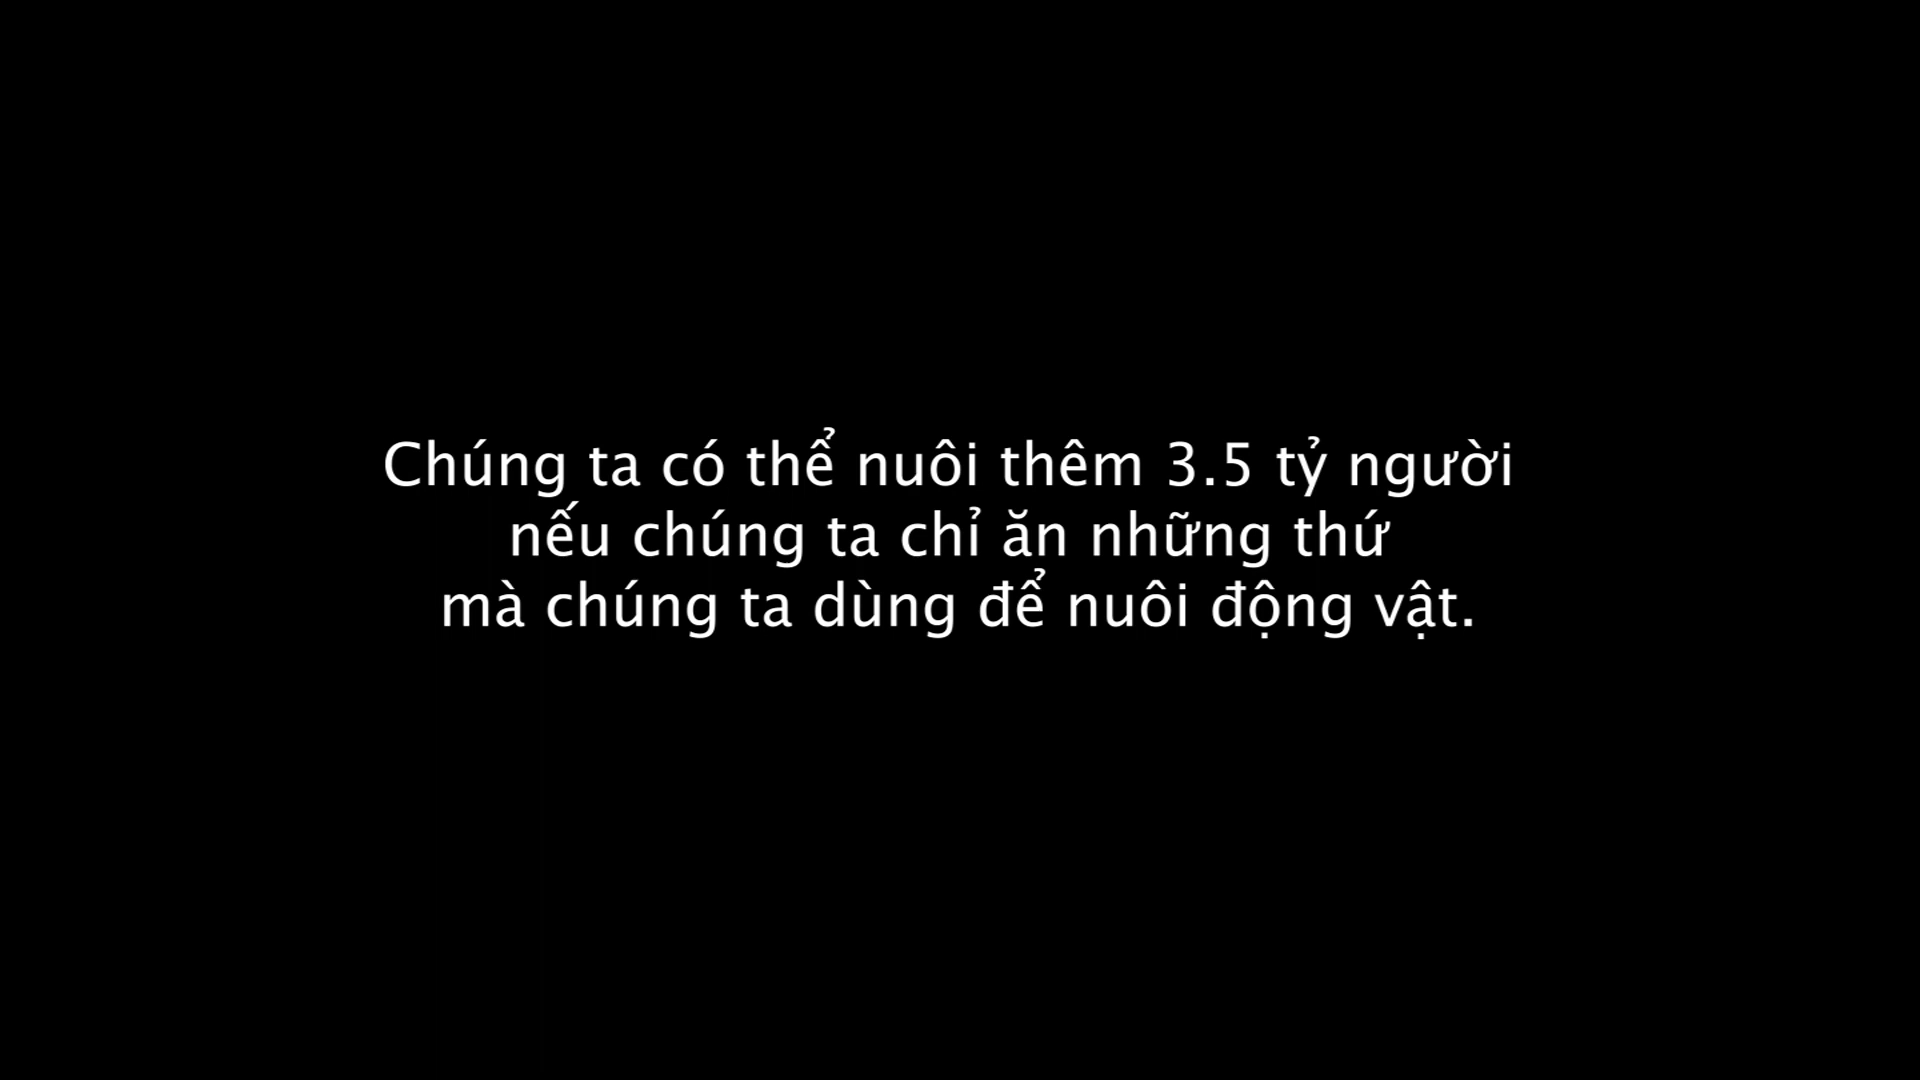 Chúng ta có thể nuôi thêm 3.5 tỷ người
nếu chúng ta chỉ ăn những thứ
mà chúng ta dùng để nuôi động vật.